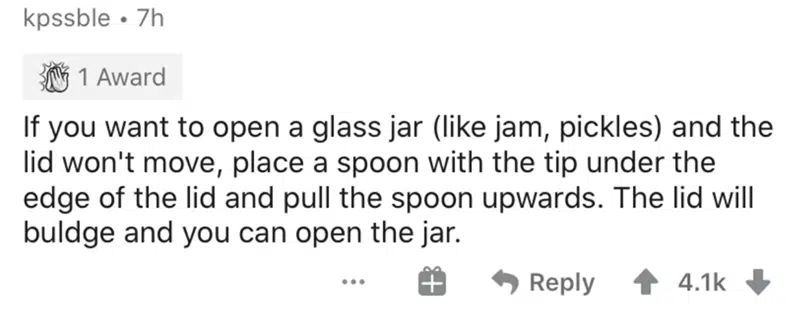 kpssble • 7h
1 Award
If you want to open a glass jar (like jam, pickles) and the
lid won't move, place a spoon with the tip under the
edge of the lid and pull the spoon upwards. The lid will
buldge and you can open the jar.
... Reply 4.1k